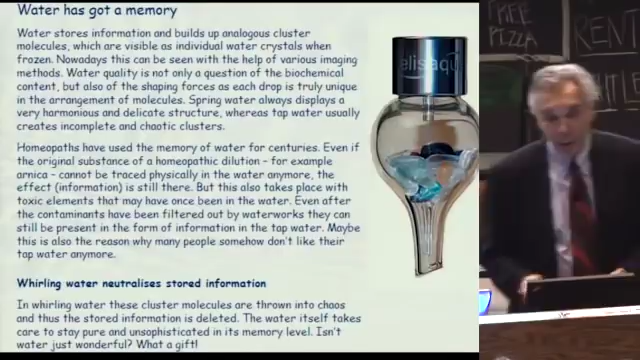 Water has got a memory
Water stores information and builds up analogous cluster
molecules, which are visible as individual water crystals when
frozen. Nowadays this can be seen with the help of various imaging
methods. Water quality is not only a question of the biochemical
content, but also of the shaping forces as each drop is truly unique
in the arrangement of molecules. Spring water always displays a
very harmonious and delicate structure, whereas tap water usually
creates incomplete and chaotic clusters.
Homeopaths have used the memory of water for centuries. Even if
the original substance of a homeopathic dilution - for example
arnica - cannot be traced physically in the water anymore, the
effect (information) is still there. But this also takes place with
toxic elements that may have once been in the water. Even after
the contaminants have been filtered out by waterworks they can
still be present in the form of information in the tap water. Maybe
this is also the reason why many people somehow don't like their
tap water anymore.
Whirling water neutralises stored information
In whirling water these cluster molecules are thrown into chaos
and thus the stored information is deleted. The water itself takes
care to stay pure and unsophisticated in its memory level. Isn't
water just wonderful? What a gift!
elisaqu
FREE
PIZZA
RENT